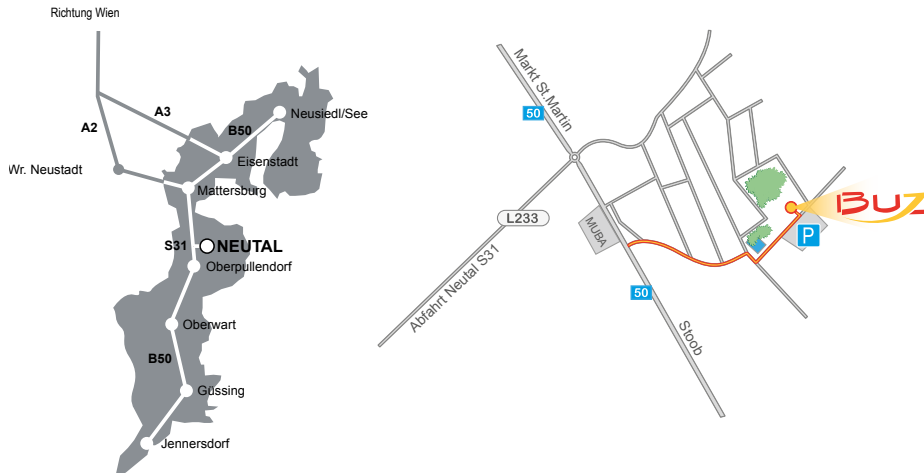 Richtung Wien
A3
A2
B50
Neusiedl/See
Eisenstadt
Wr. Neustadt
Mattersburg
S31
NEUTAL
Oberpullendorf
Oberwart
B50
Güssing
Jennersdorf
Markt St.Martin
50
L233
MUBA
Abfahrt Neutal S31
BUZ
P
50
Stoob